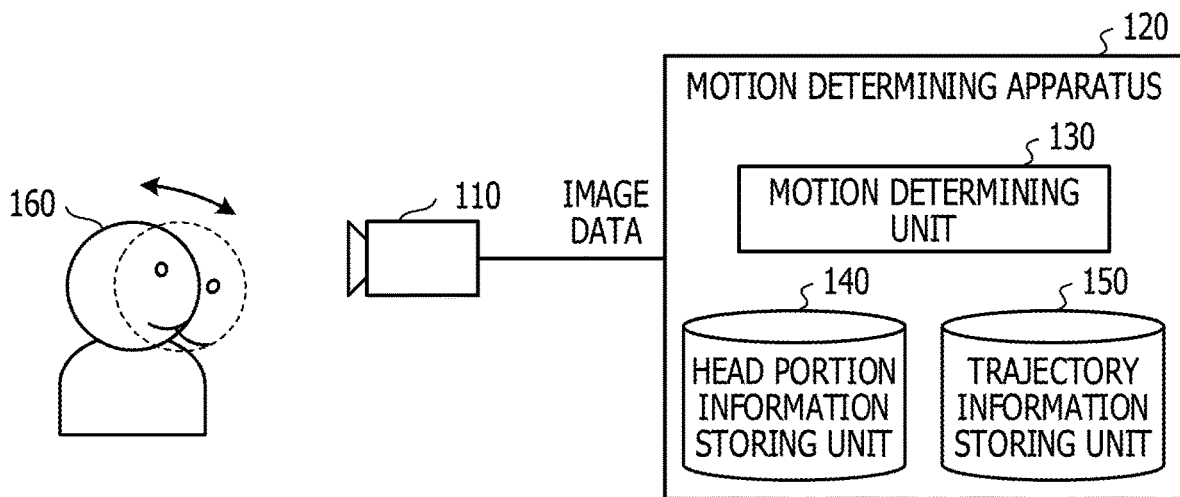 120
MOTION DETERMINING APPARATUS
130
MOTION DETERMINING
UNIT
160
110
IMAGE
DATA
140
HEAD PORTION
INFORMATION
STORING UNIT
150
TRAJECTORY
INFORMATION
STORING UNIT